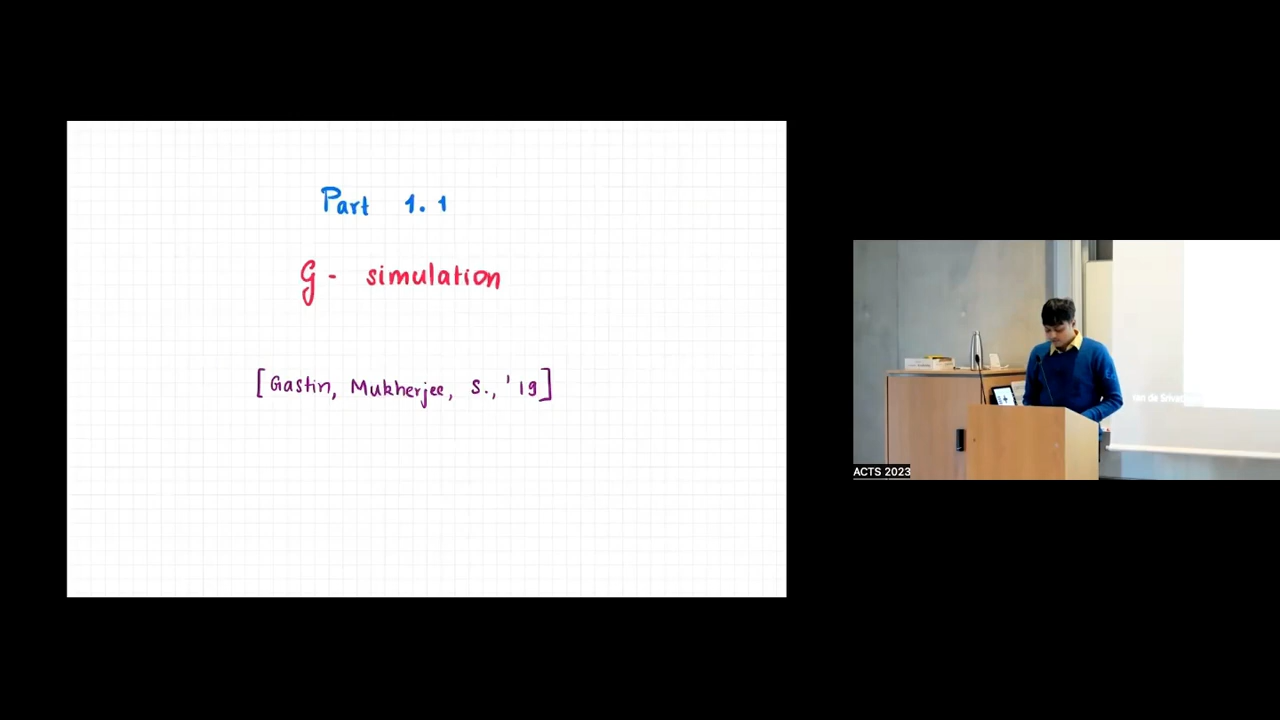 Part 1.1
G - simulation
[Gastin, Mukherjee, S., '19]
ACTS 2023